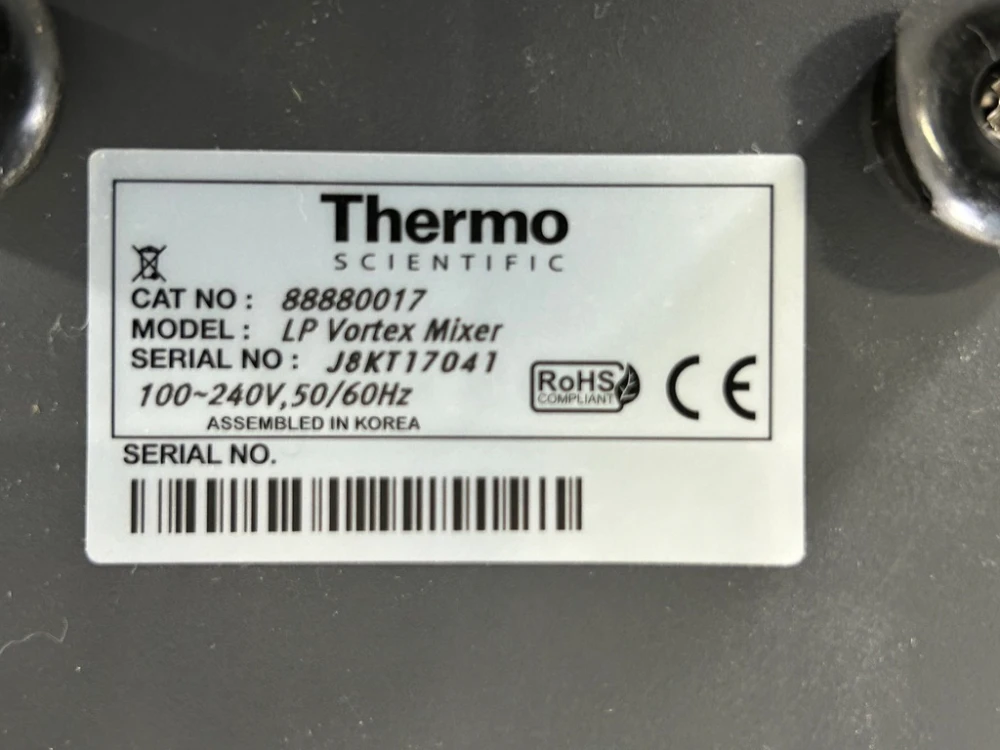 Thermo
SCIENTIFIC
CAT NO : 88880017
MODEL : LP Vortex Mixer
SERIAL NO : J8KT17041
100~240V,50/60Hz
ASSEMBLED IN KOREA
RoHS
COMPLIANT
CE
SERIAL NO.